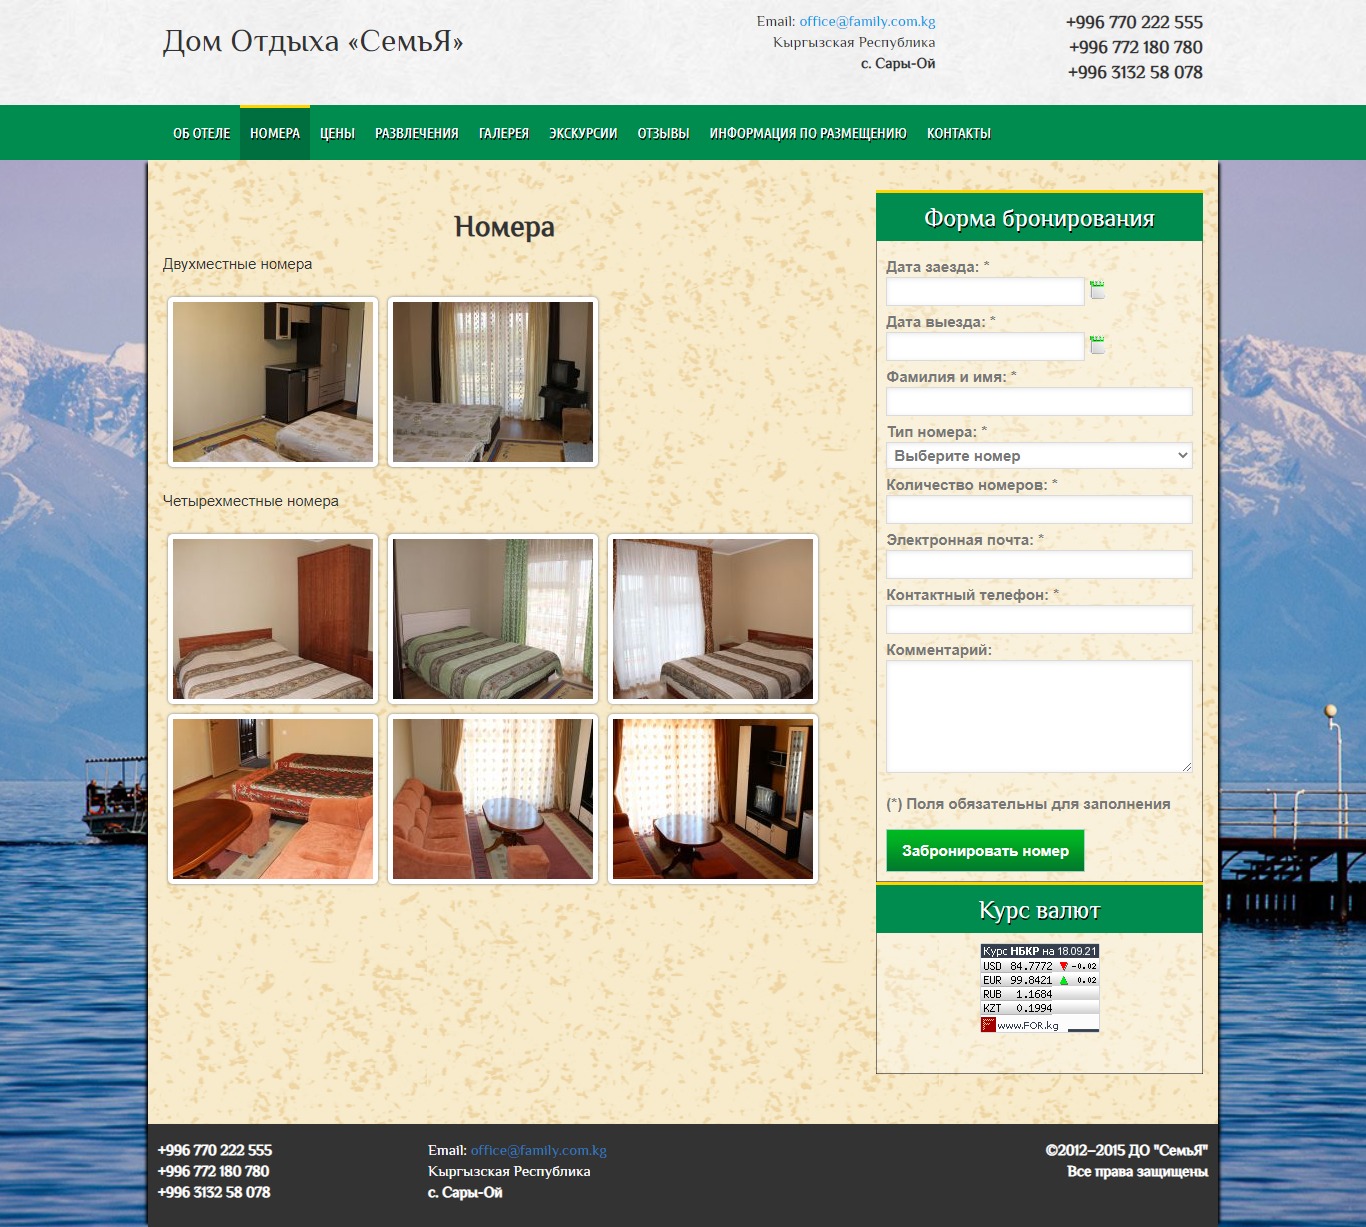 Дом Отдыха «СемьЯ»
Email: office@family.com.kg
Кыргызская Республика
с. Сары-Ой
+996 770 222 555
+996 772 180 780
+996 3132 58 078
ОБ ОТЕЛЕ НОМЕРА ЦЕНЫ РАЗВЛЕЧЕНИЯ ГАЛЕРЕЯ ЭКСКУРСИИ ОТЗЫВЫ ИНФОРМАЦИЯ ПО РАЗМЕЩЕНИЮ КОНТАКТЫ
Номера
Двухместные номера
Четырехместные номера
Форма бронирования
Дата заезда: *
Дата выезда: *
Фамилия и имя: *
Тип номера: *
Выберите номер
Количество номеров: *
Электронная почта: *
Контактный телефон: *
Комментарий:
(*) Поля обязательны для заполнения
Забронировать номер
Курс валют
Курс НБКР на 18.09.21
USD 84.7772 -0.02
EUR 99.8421 0.02
RUB 1.1684
KZT 0.1994
www.FOR.kg
+996 770 222 555
+996 772 180 780
+996 3132 58 078
Email: office@family.com.kg
Кыргызская Республика
с. Сары-Ой
©2012–2015 ДО "СемьЯ"
Все права защищены